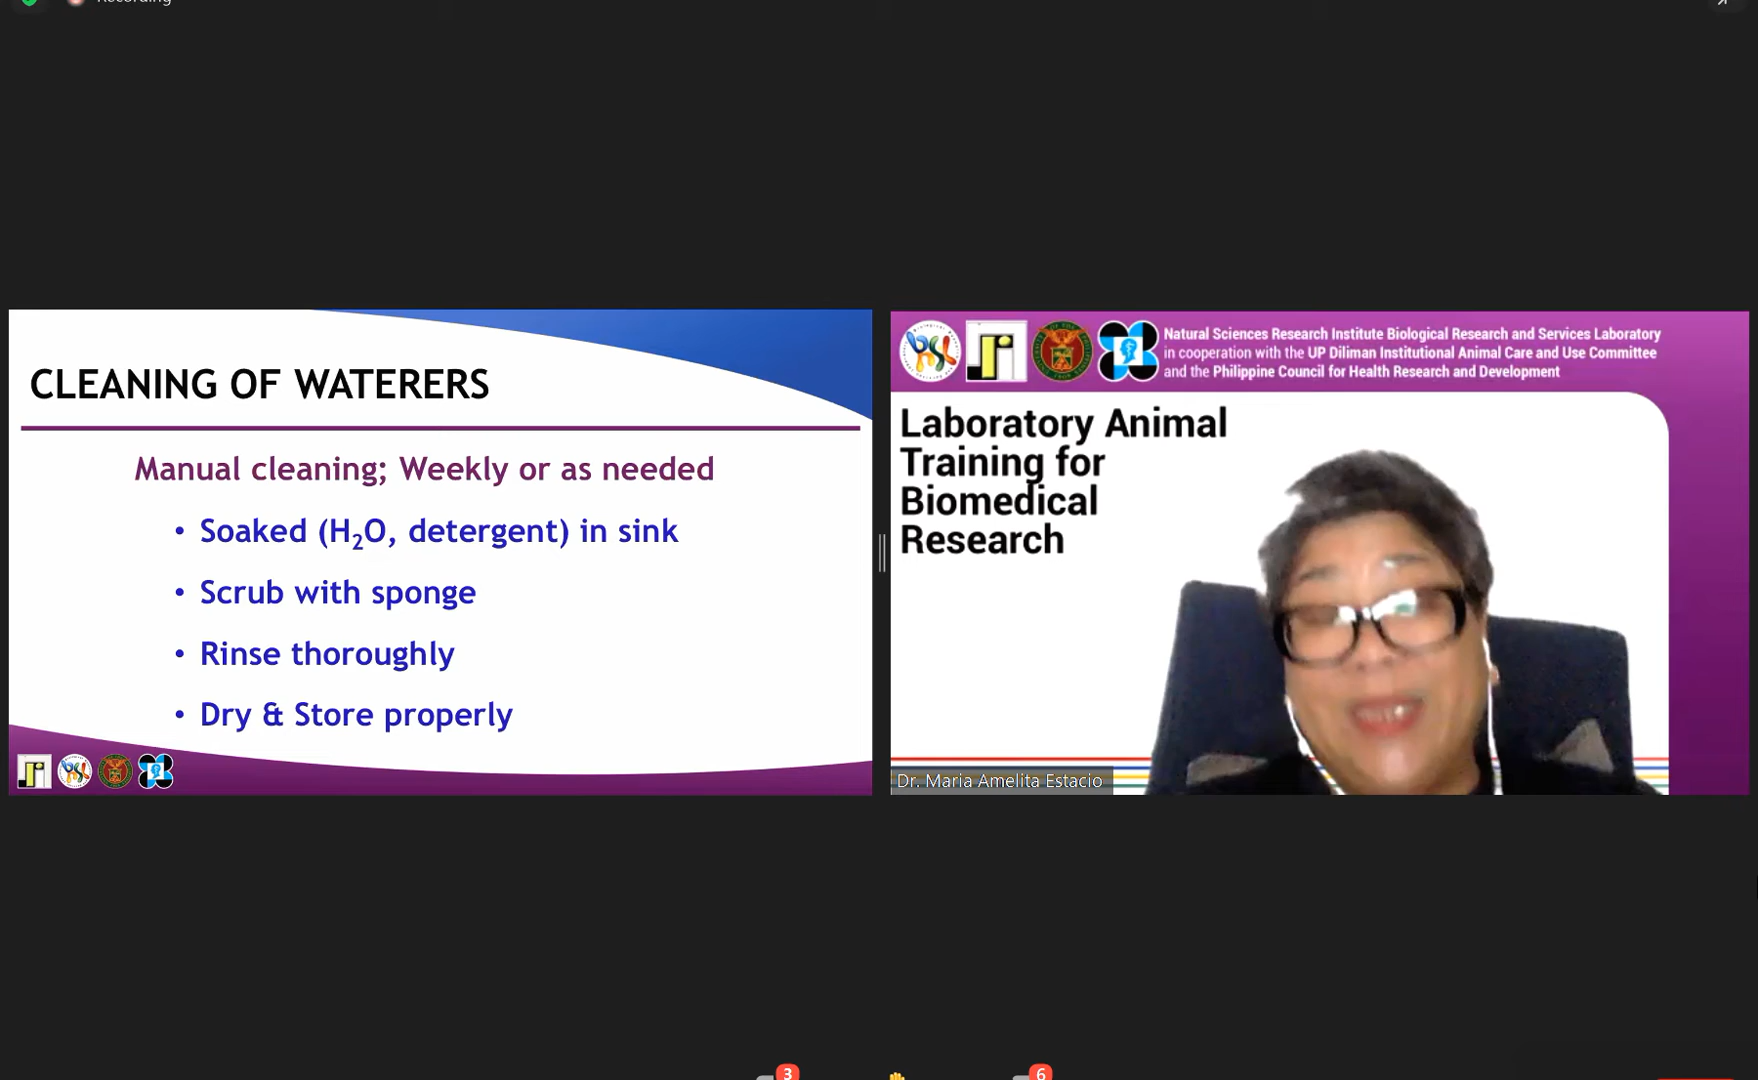 Recording
CLEANING OF WATERERS
Manual cleaning; Weekly or as needed
• Soaked (H₂O, detergent) in sink
• Scrub with sponge
• Rinse thoroughly
• Dry & Store properly
Natural Sciences Research Institute Biological Research and Services Laboratory
in cooperation with the UP Diliman Institutional Animal Care and Use Committee
and the Philippine Council for Health Research and Development
Laboratory Animal
Training for
Biomedical
Research
Dr. Maria Amelita Estacio
3
6